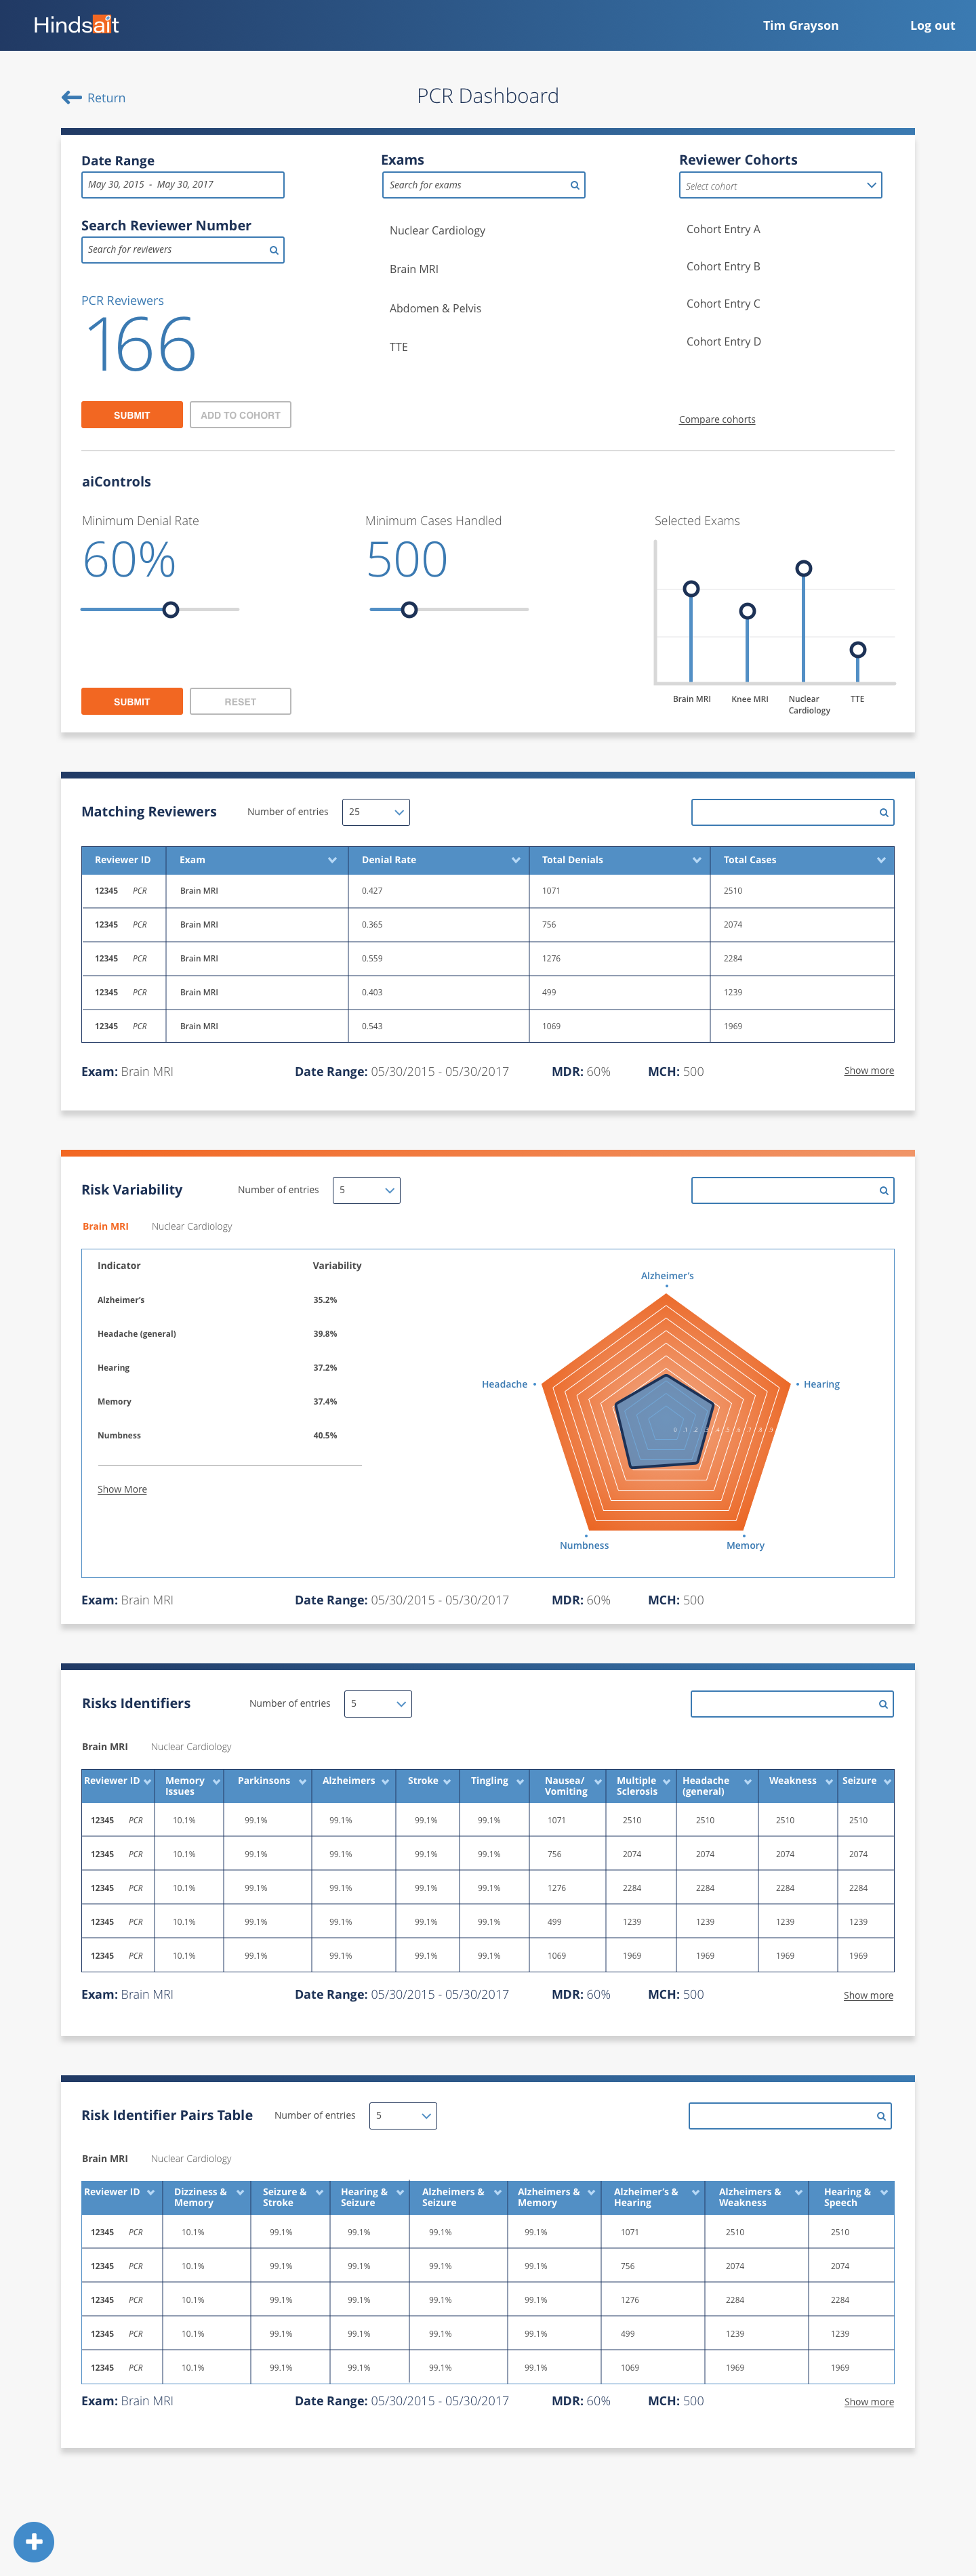 Hindsait
Tim Grayson
Log out
Return
PCR Dashboard
Date Range
May 30, 2015 - May 30, 2017
Search Reviewer Number
Search for reviewers
PCR Reviewers
166
SUBMIT
ADD TO COHORT
Exams
Search for exams
Nuclear Cardiology
Brain MRI
Abdomen & Pelvis
TTE
Reviewer Cohorts
Select cohort
Cohort Entry A
Cohort Entry B
Cohort Entry C
Cohort Entry D
Compare cohorts
aiControls
Minimum Denial Rate
60%
Minimum Cases Handled
500
SUBMIT
RESET
Selected Exams
Brain MRI
Knee MRI
Nuclear
Cardiology
TTE
Matching Reviewers
Number of entries
25
Reviewer ID Exam Denial Rate Total Denials Total Cases
12345 PCR Brain MRI 0.427 1071 2510
12345 PCR Brain MRI 0.365 756 2074
12345 PCR Brain MRI 0.559 1276 2284
12345 PCR Brain MRI 0.403 499 1239
12345 PCR Brain MRI 0.543 1069 1969
Exam: Brain MRI Date Range: 05/30/2015 - 05/30/2017 MDR: 60% MCH: 500 Show more
Risk Variability
Number of entries
5
Brain MRI Nuclear Cardiology
Indicator Variability
Alzheimer's 35.2%
Headache (general) 39.8%
Hearing 37.2%
Memory 37.4%
Numbness 40.5%
Show More
Alzheimer's
Headache
Hearing
0 .1 .2 .3 .4 .5 .6 .7 .8 .9
Numbness
Memory
Exam: Brain MRI Date Range: 05/30/2015 - 05/30/2017 MDR: 60% MCH: 500
Risks Identifiers
Number of entries
5
Brain MRI Nuclear Cardiology
Reviewer ID Memory Parkinsons Alzheimers Stroke Tingling Nausea/ Multiple Headache Weakness Seizure
Issues Vomiting Sclerosis (general)
12345 PCR 10.1% 99.1% 99.1% 99.1% 99.1% 1071 2510 2510 2510 2510
12345 PCR 10.1% 99.1% 99.1% 99.1% 99.1% 756 2074 2074 2074 2074
12345 PCR 10.1% 99.1% 99.1% 99.1% 99.1% 1276 2284 2284 2284 2284
12345 PCR 10.1% 99.1% 99.1% 99.1% 99.1% 499 1239 1239 1239 1239
12345 PCR 10.1% 99.1% 99.1% 99.1% 99.1% 1069 1969 1969 1969 1969
Exam: Brain MRI Date Range: 05/30/2015 - 05/30/2017 MDR: 60% MCH: 500 Show more
Risk Identifier Pairs Table
Number of entries
5
Brain MRI Nuclear Cardiology
Reviewer ID Dizziness & Seizure & Hearing & Alzheimers & Alzheimers & Alzheimer's & Alzheimers & Hearing &
Memory Stroke Seizure Seizure Memory Hearing Weakness Speech
12345 PCR 10.1% 99.1% 99.1% 99.1% 99.1% 1071 2510 2510
12345 PCR 10.1% 99.1% 99.1% 99.1% 99.1% 756 2074 2074
12345 PCR 10.1% 99.1% 99.1% 99.1% 99.1% 1276 2284 2284
12345 PCR 10.1% 99.1% 99.1% 99.1% 99.1% 499 1239 1239
12345 PCR 10.1% 99.1% 99.1% 99.1% 99.1% 1069 1969 1969
Exam: Brain MRI Date Range: 05/30/2015 - 05/30/2017 MDR: 60% MCH: 500 Show more